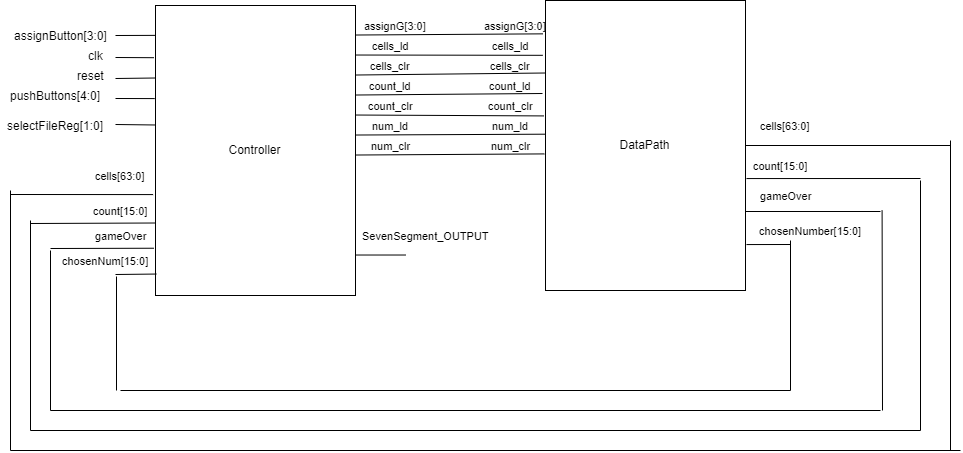 assignButton[3:0]
clk
reset
pushButtons[4:0]
selectFileReg[1:0]
cells[63:0]
count[15:0]
gameOver
chosenNum[15:0]
Controller
assignG[3:0]
cells_ld
cells_clr
count_ld
count_clr
num_ld
num_clr
SevenSegment_OUTPUT
assignG[3:0]
cells_ld
cells_clr
count_ld
count_clr
num_ld
num_clr
DataPath
cells[63:0]
count[15:0]
gameOver
chosenNumber[15:0]